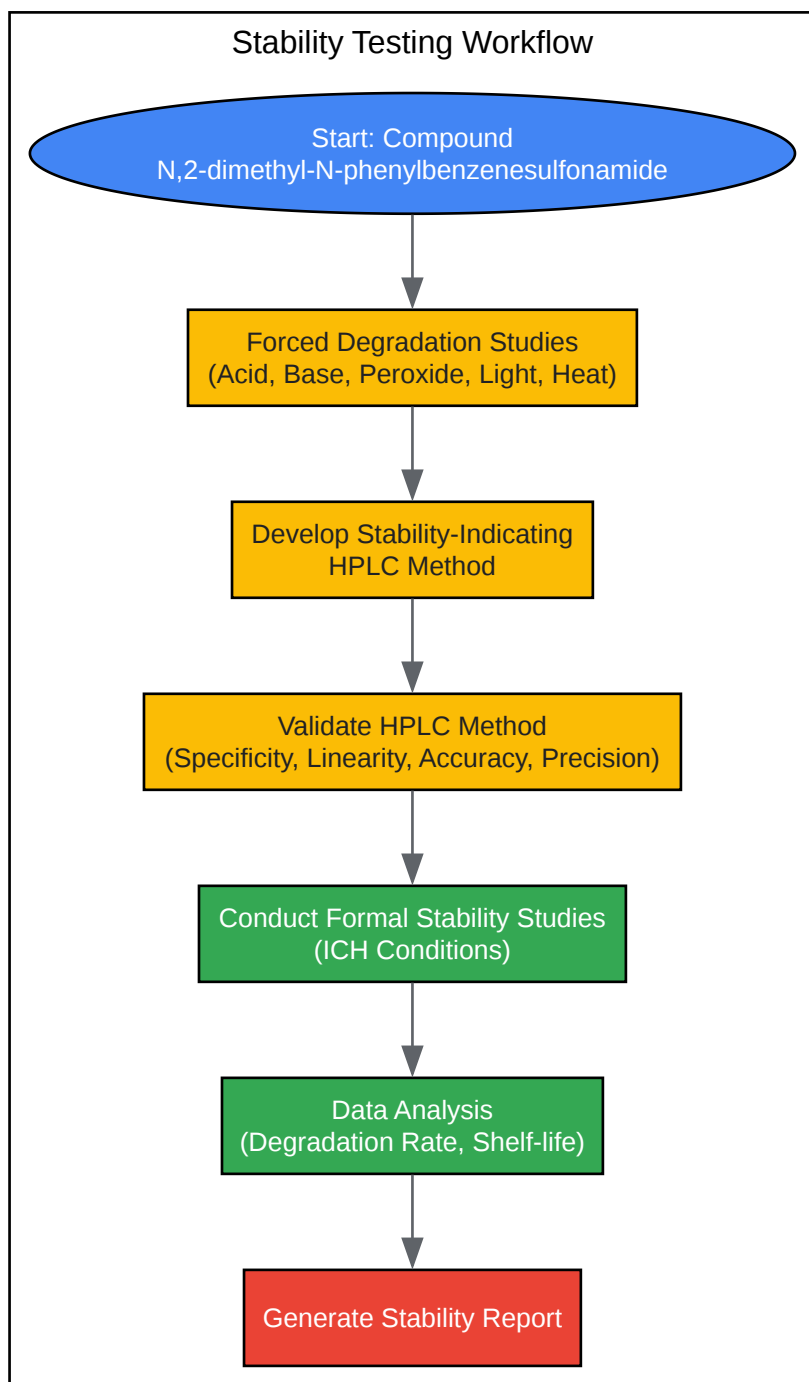 Stability Testing Workflow
Start: Compound
N,2-dimethyl-N-phenylbenzenesulfonamide
Forced Degradation Studies
(Acid, Base, Peroxide, Light, Heat)
Develop Stability-Indicating
HPLC Method
Validate HPLC Method
(Specificity, Linearity, Accuracy, Precision)
Conduct Formal Stability Studies
(ICH Conditions)
Data Analysis
(Degradation Rate, Shelf-life)
Generate Stability Report